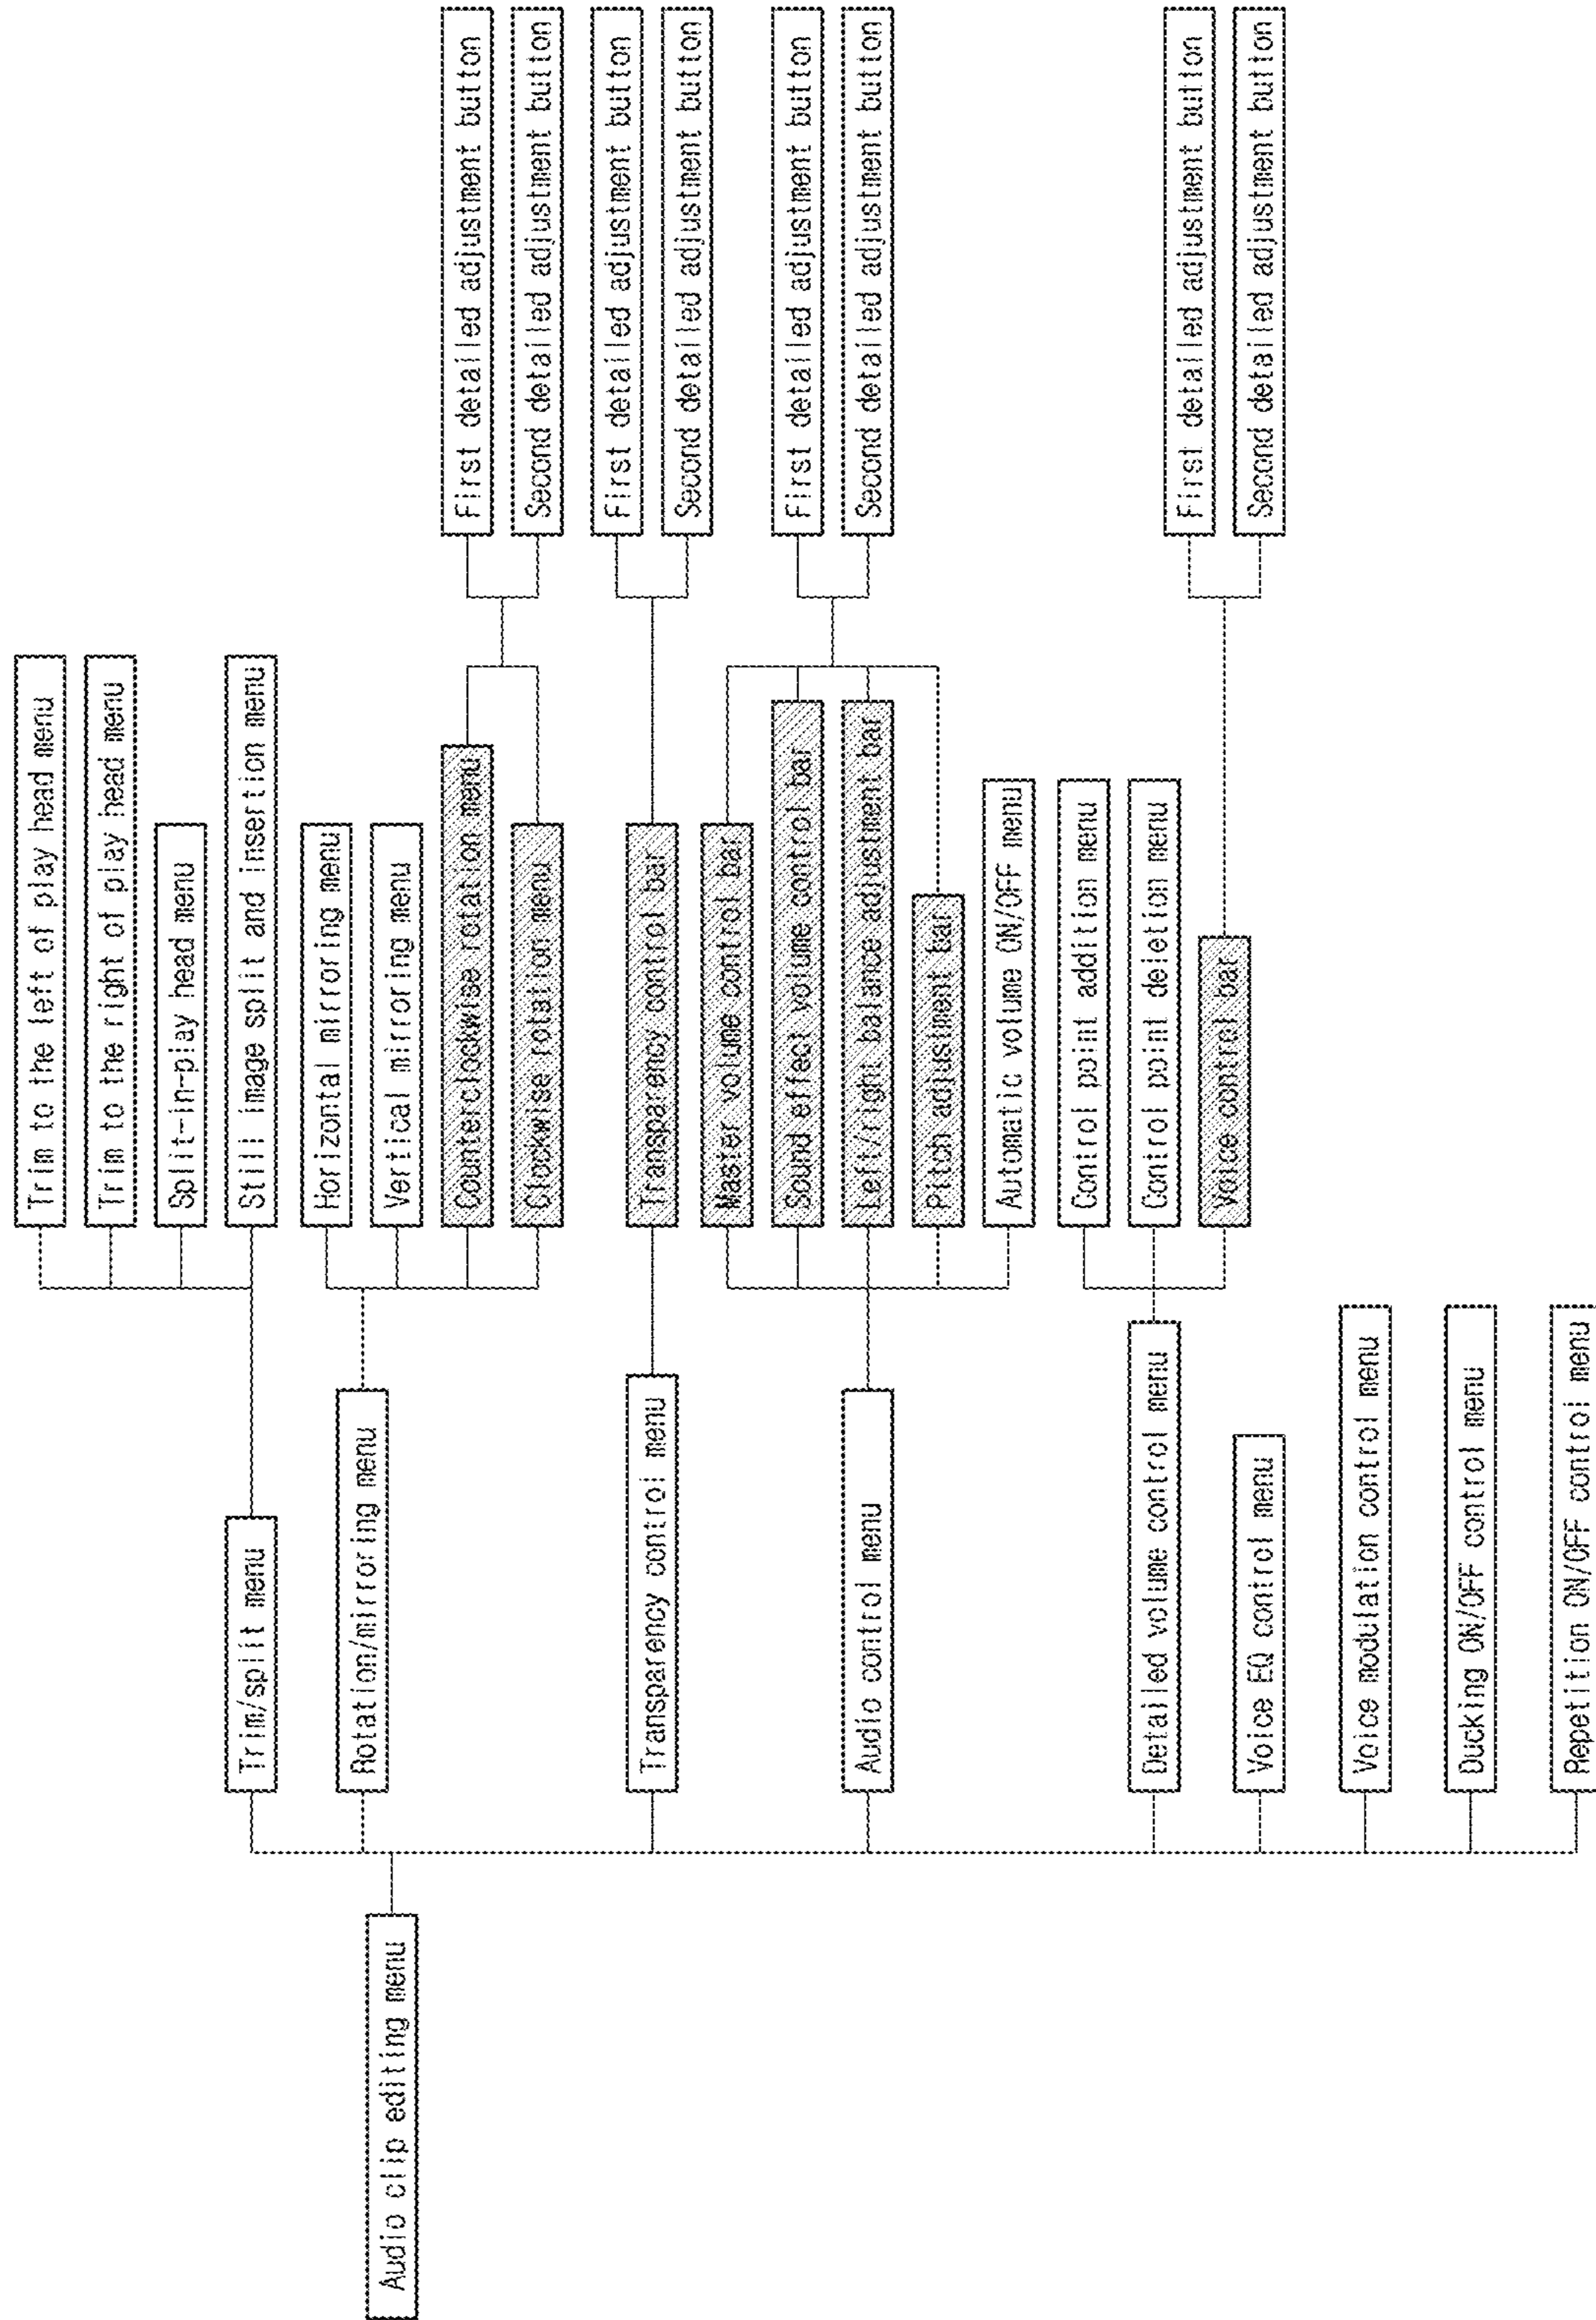 Audio clip editing menu
Trim/split menu
Trim to the left of play head menu
Trim to the right of play head menu
Split-in-play head menu
Still image split and insertion menu
Rotation/mirroring menu
Horizontal mirroring menu
Vertical mirroring menu
Counterclockwise rotation menu
Clockwise rotation menu
First detailed adjustment button
Second detailed adjustment button
Transparency control menu
Transparency control bar
First detailed adjustment button
Second detailed adjustment button
Audio control menu
Master volume control bar
Sound effect volume control bar
Left/right balance adjustment bar
Pitch adjustment bar
Automatic volume ON/OFF menu
First detailed adjustment button
Second detailed adjustment button
Detailed volume control menu
Control point addition menu
Control point deletion menu
Voice control bar
First detailed adjustment button
Second detailed adjustment button
Voice EQ control menu
Voice modulation control menu
Ducking ON/OFF control menu
Repetition ON/OFF control menu